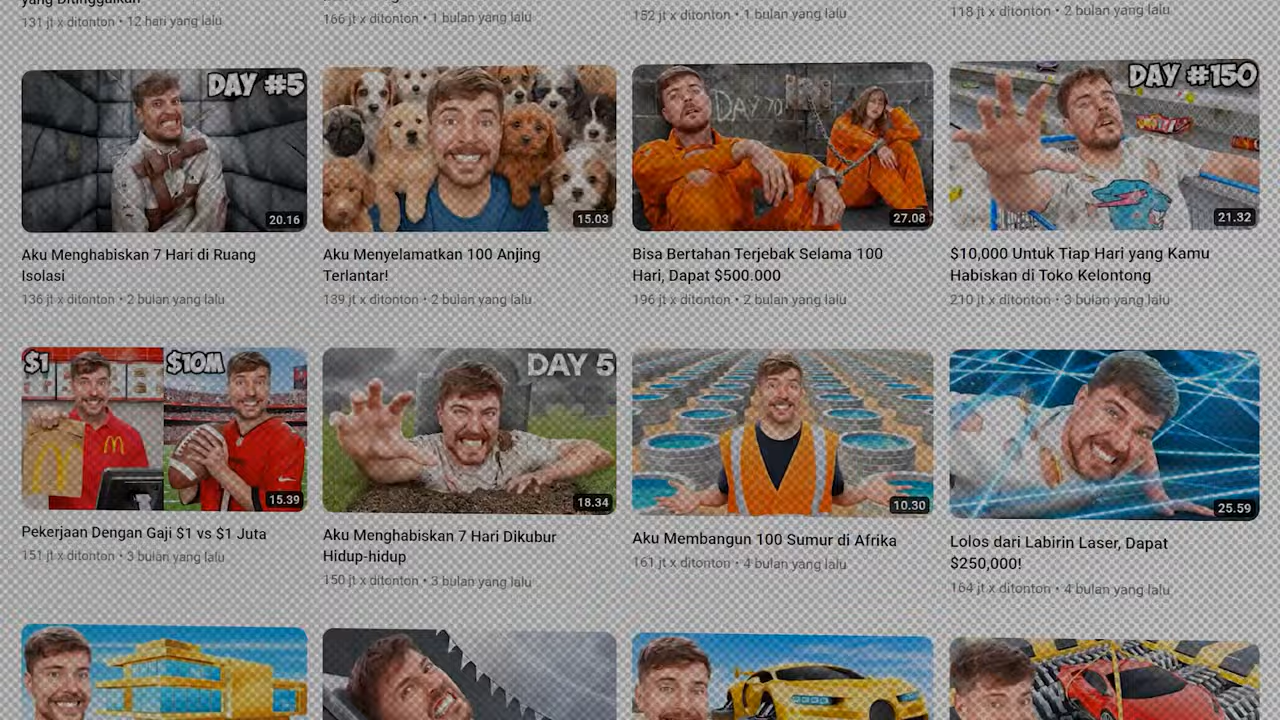 yang Ditinggalkan
131 jt x ditonton • 12 hari yang lalu
166 jt x ditonton • 1 bulan yang lalu
152 jt x ditonton • 1 bulan yang lalu
118 jt x ditonton • 2 bulan yang lalu
DAY #5
20.16
15.03
DAY 70
27.08
DAY #150
21.32
Aku Menghabiskan 7 Hari di Ruang
Isolasi
136 jt x ditonton • 2 bulan yang lalu
Aku Menyelamatkan 100 Anjing
Terlantar!
139 jt x ditonton • 2 bulan yang lalu
Bisa Bertahan Terjebak Selama 100
Hari, Dapat $500.000
196 jt x ditonton • 2 bulan yang lalu
$10,000 Untuk Tiap Hari yang Kamu
Habiskan di Toko Kelontong
210 jt x ditonton • 3 bulan yang lalu
$1
$10M
15.39
DAY 5
18.34
10.30
25.59
Pekerjaan Dengan Gaji $1 vs $1 Juta
151 jt x ditonton • 3 bulan yang lalu
Aku Menghabiskan 7 Hari Dikubur
Hidup-hidup
150 jt x ditonton • 3 bulan yang lalu
Aku Membangun 100 Sumur di Afrika
161 jt x ditonton • 4 bulan yang lalu
Lolos dari Labirin Laser, Dapat
$250,000!
164 jt x ditonton • 4 bulan yang lalu